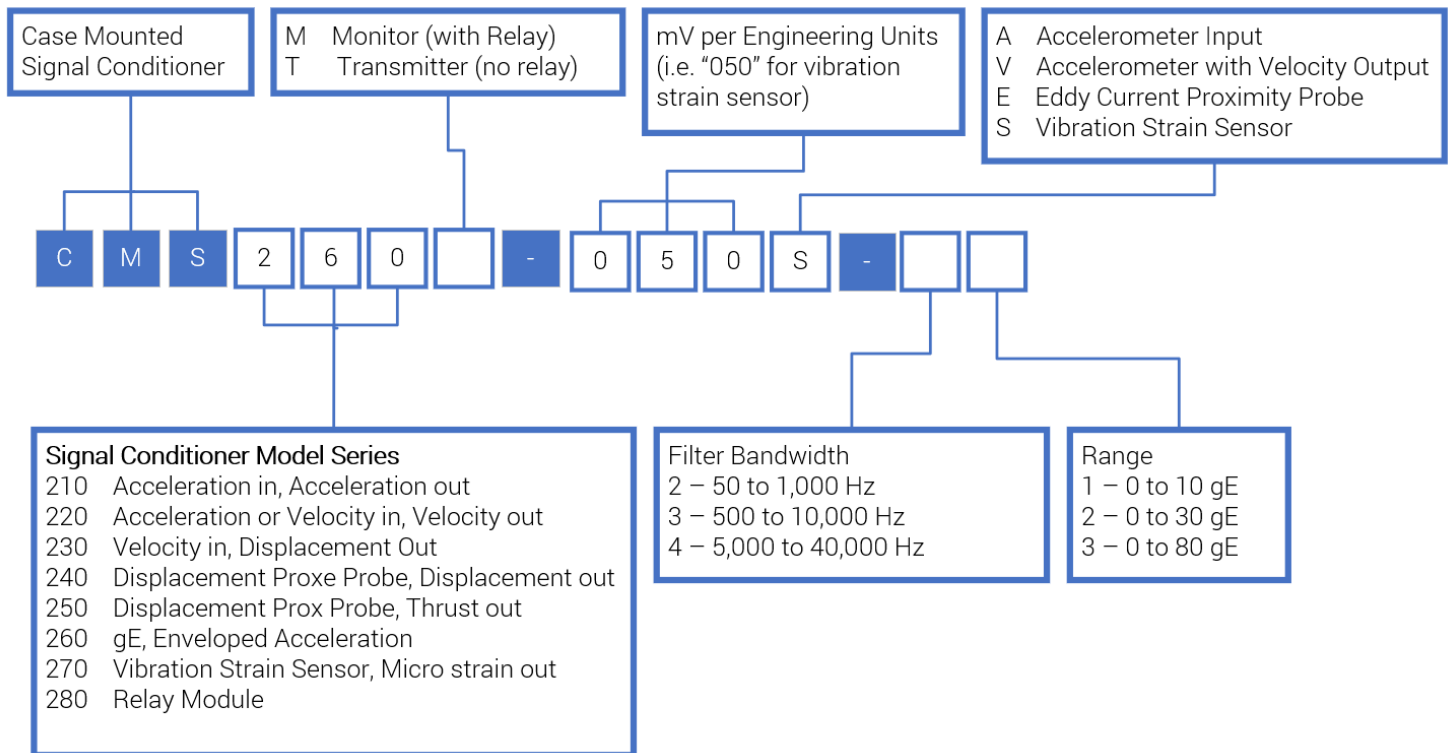 Case Mounted
Signal Conditioner
M Monitor (with Relay)
T Transmitter (no relay)
mV per Engineering Units
(i.e. “050” for vibration
strain sensor)
A Accelerometer Input
V Accelerometer with Velocity Output
E Eddy Current Proximity Probe
S Vibration Strain Sensor
C M S 2 6 0 - 0 5 0 S -
Signal Conditioner Model Series
210 Acceleration in, Acceleration out
220 Acceleration or Velocity in, Velocity out
230 Velocity in, Displacement Out
240 Displacement Proxe Probe, Displacement out
250 Displacement Prox Probe, Thrust out
260 gE, Enveloped Acceleration
270 Vibration Strain Sensor, Micro strain out
280 Relay Module
Filter Bandwidth
2 – 50 to 1,000 Hz
3 – 500 to 10,000 Hz
4 – 5,000 to 40,000 Hz
Range
1 – 0 to 10 gE
2 – 0 to 30 gE
3 – 0 to 80 gE